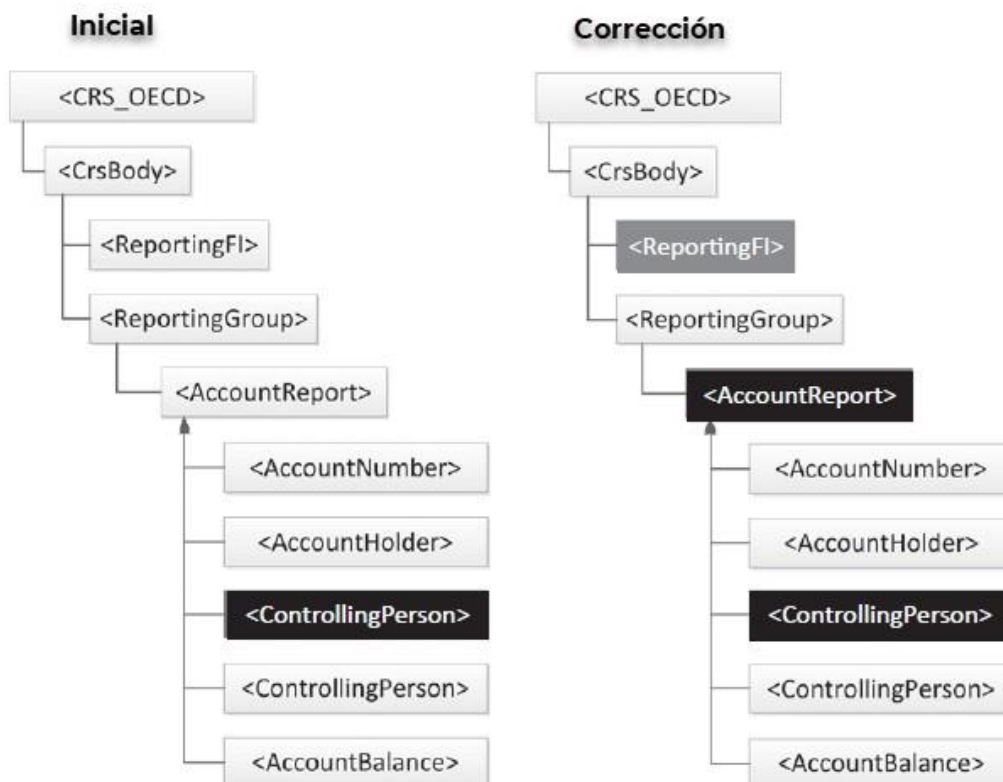 Inicial
<CRS_OECD>
<CrsBody>
<ReportingFI>
<ReportingGroup>
<AccountReport>
<AccountNumber>
<AccountHolder>
<ControllingPerson>
<ControllingPerson>
<AccountBalance>
Corrección
<CRS_OECD>
<CrsBody>
<ReportingFI>
<ReportingGroup>
<AccountReport>
<AccountNumber>
<AccountHolder>
<ControllingPerson>
<ControllingPerson>
<AccountBalance>